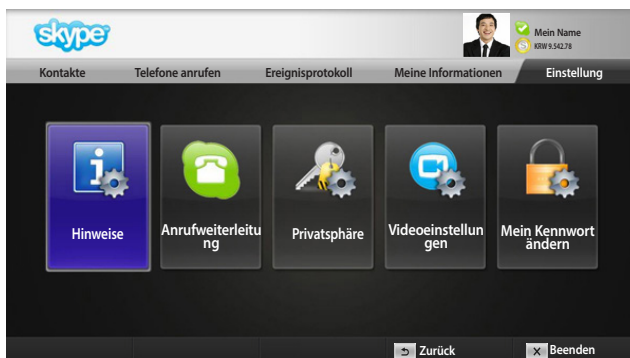 skype
Mein Name
KRW 9.542.78
Kontakte
Telefone anrufen
Ereignisprotokoll
Meine Informationen
Einstellung
Hinweise
Anrufweiterleitu
ng
Privatsphäre
Videoeinstellun
gen
Mein Kennwort
ändern
Zurück
Beenden